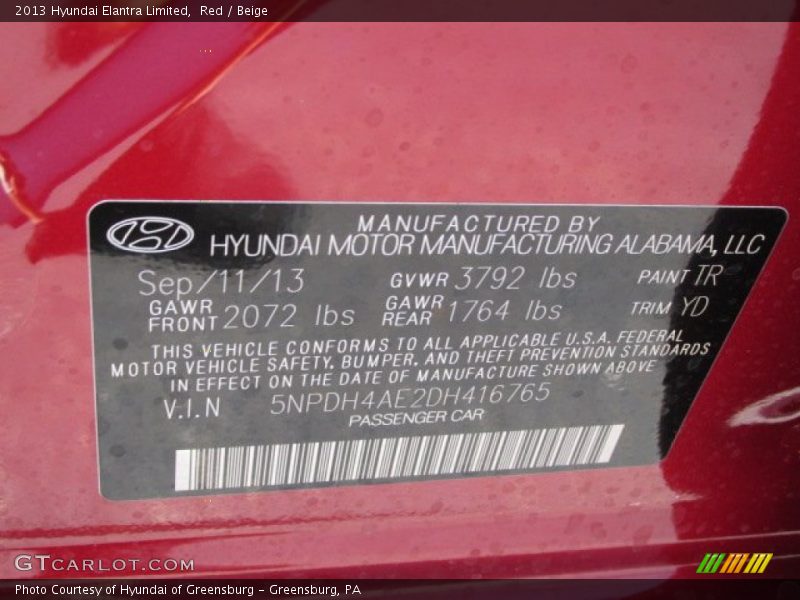 2013 Hyundai Elantra Limited, Red / Beige
MANUFACTURED BY
HYUNDAI MOTOR MANUFACTURING ALABAMA, LLC
Sep/11/13 GVWR 3792 lbs PAINT TR
GAWR FRONT 2072 lbs GAWR REAR 1764 lbs TRIM YD
THIS VEHICLE CONFORMS TO ALL APPLICABLE U.S.A. FEDERAL
MOTOR VEHICLE SAFETY, BUMPER, AND THEFT PREVENTION STANDARDS
IN EFFECT ON THE DATE OF MANUFACTURE SHOWN ABOVE
V.I.N 5NPDH4AE2DH416765
PASSENGER CAR
GTCARLOT.COM
Photo Courtesy of Hyundai of Greensburg - Greensburg, PA